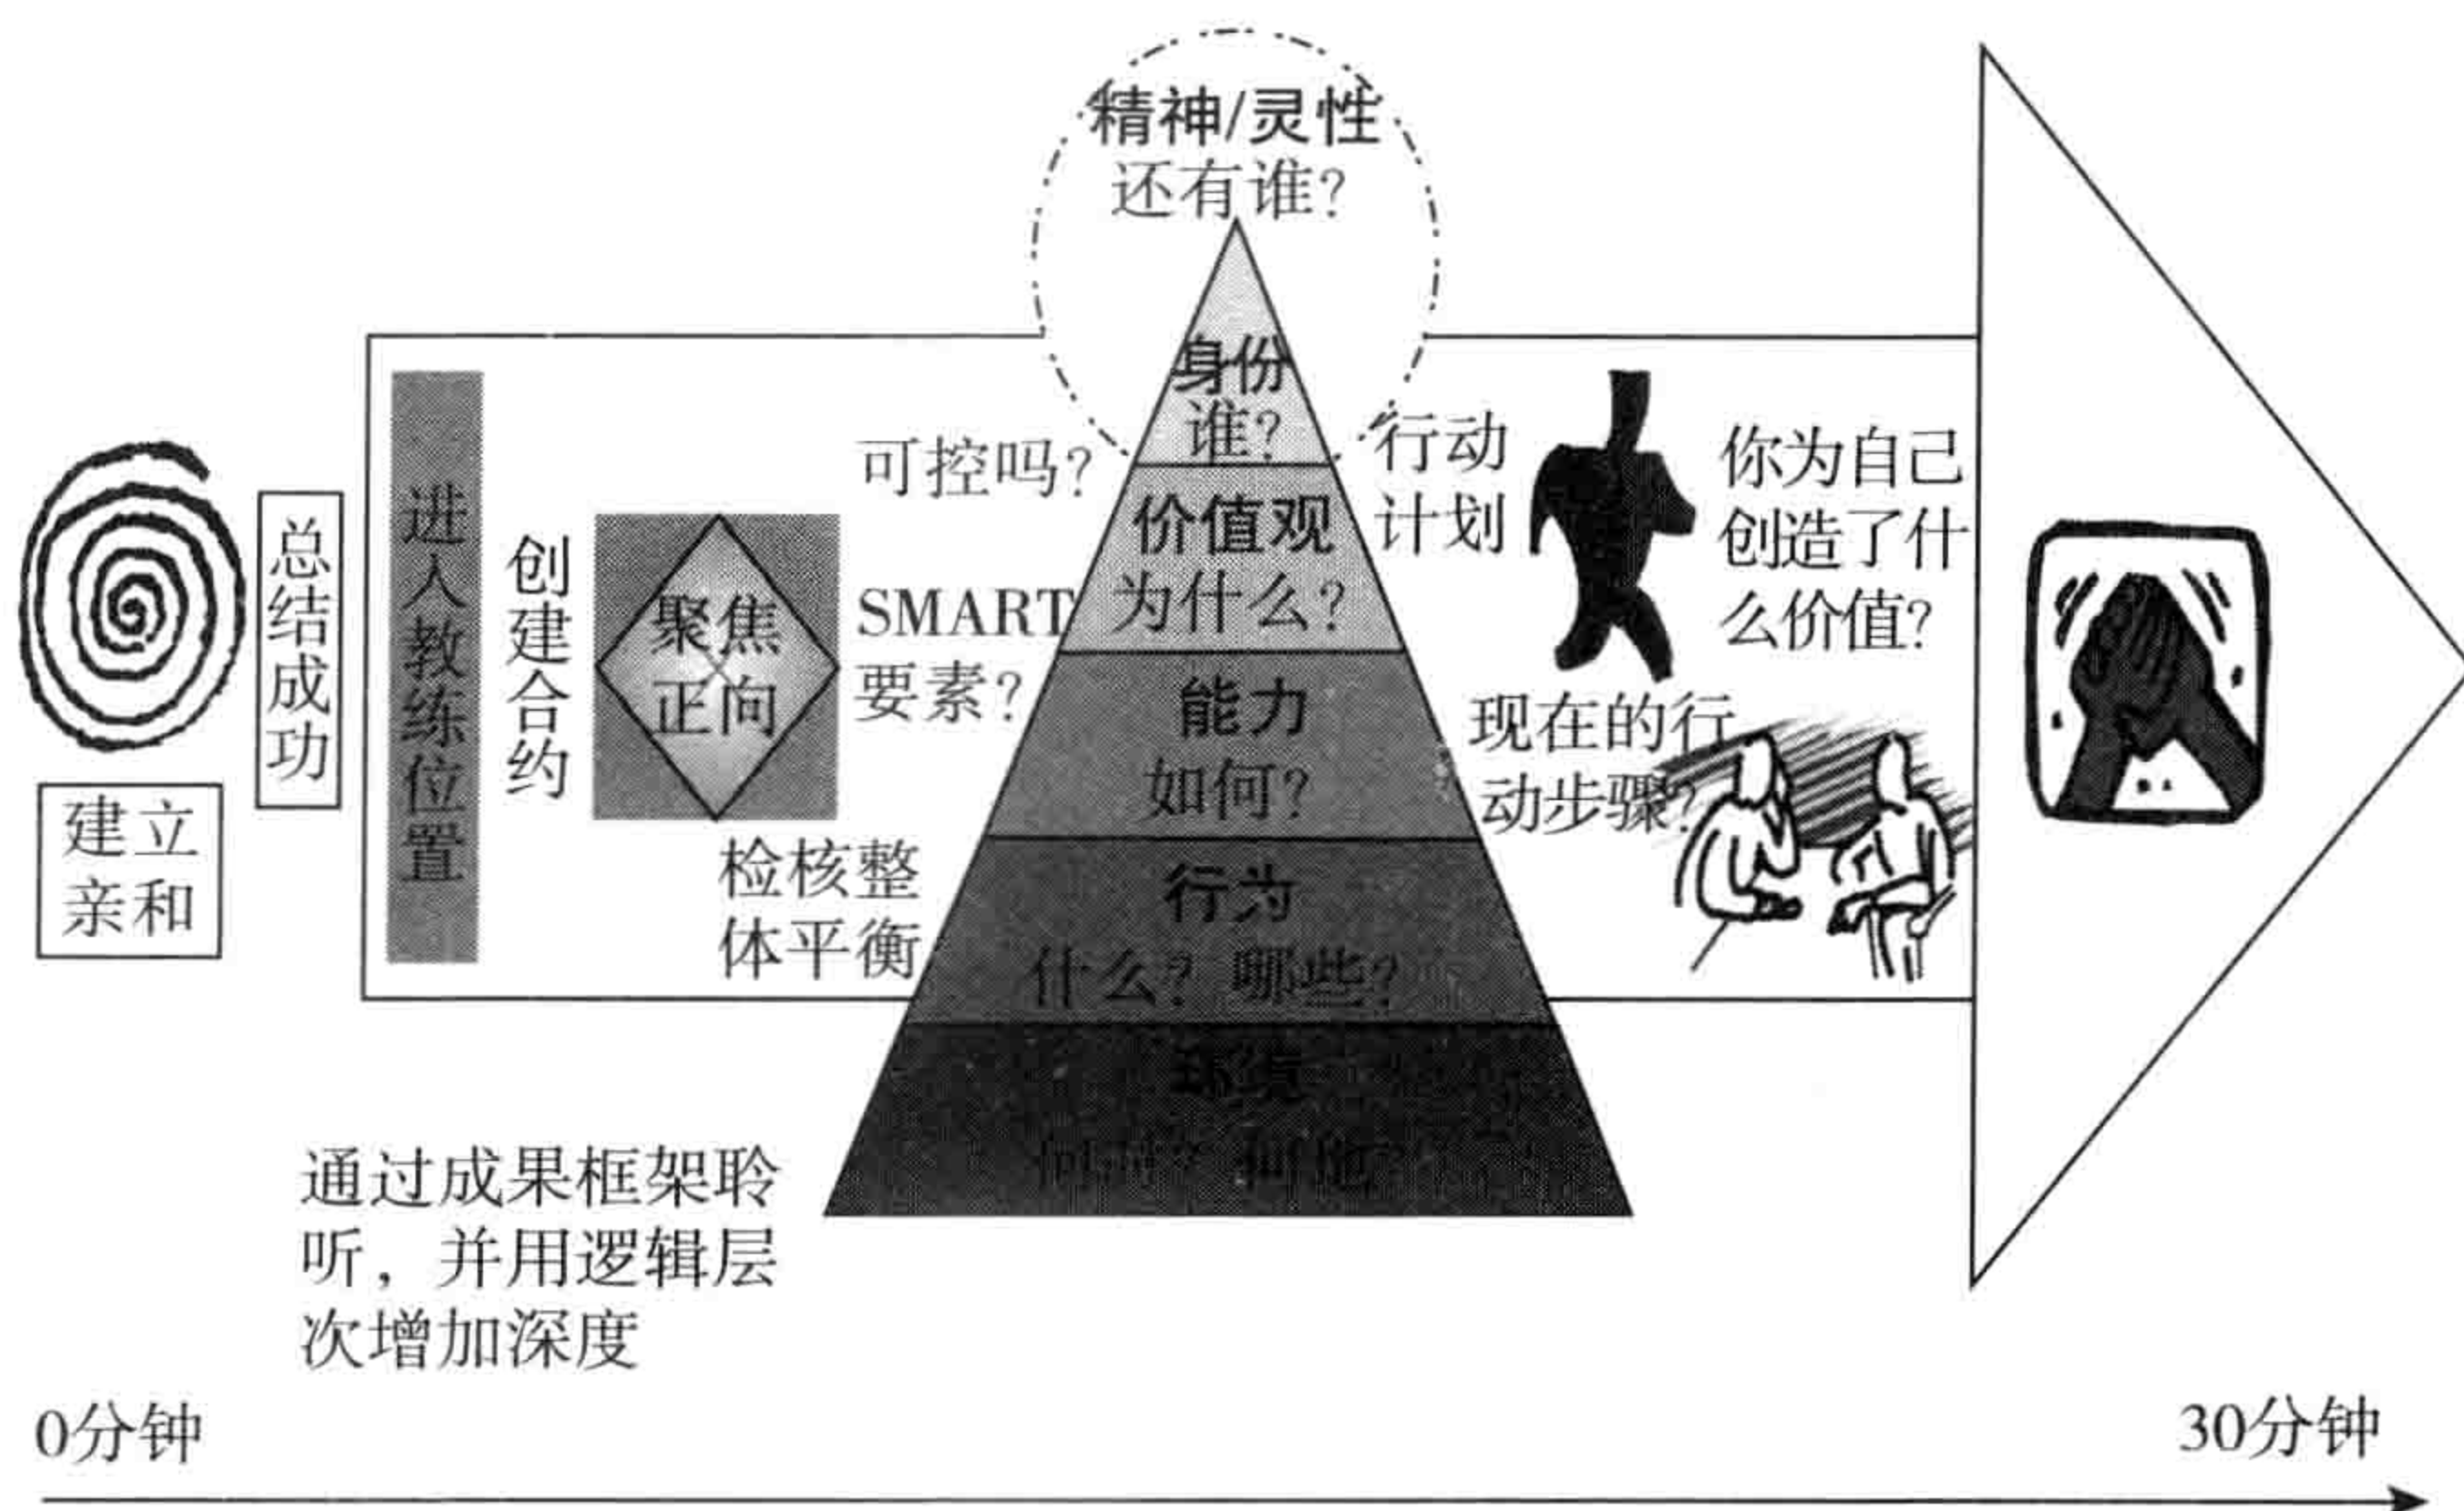 精神/灵性
还有谁?
身份
谁?
价值观
为什么?
能力
如何?
行为
什么? 哪些?
环境
建立
亲和
总结成功
进入教练位置
创建合约
聚焦
正向
可控吗?
SMART
要素?
检核整
体平衡
行动
计划
你为自己
创造了什
么价值?
现在的行
动步骤?
通过成果框架聆
听，并用逻辑层
次增加深度
0分钟
30分钟